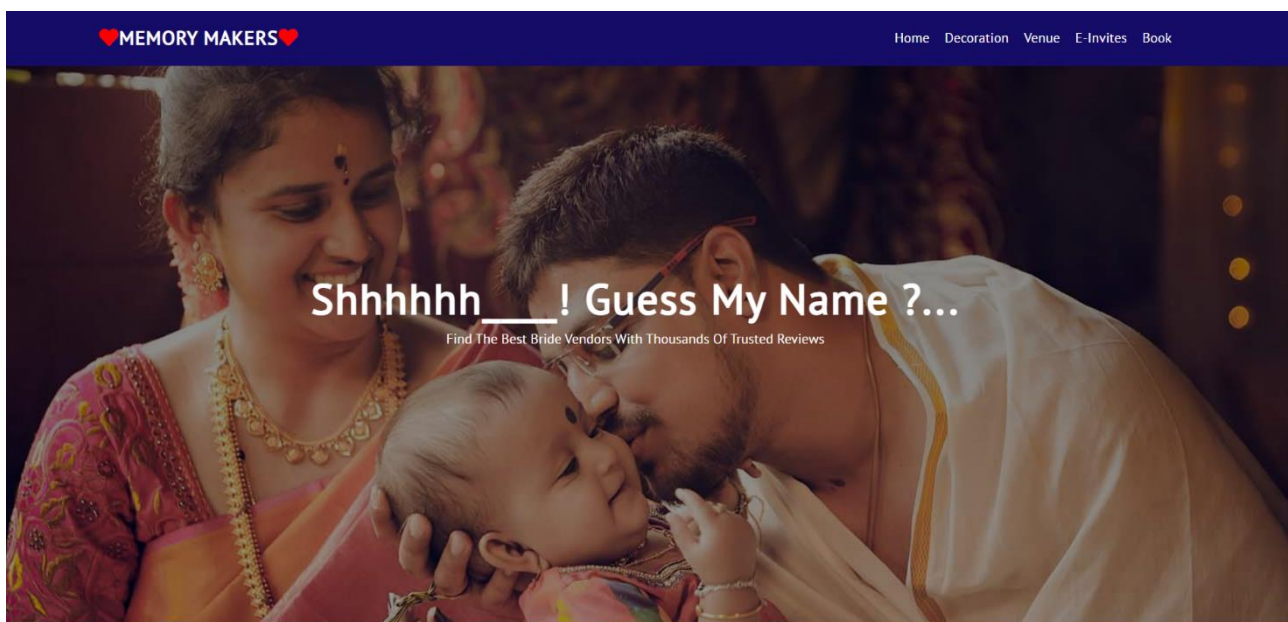 ❤MEMORY MAKERS❤
Home Decoration Venue E-Invites Book
Shhhhhh____! Guess My Name ?...
Find The Best Bride Vendors With Thousands Of Trusted Reviews